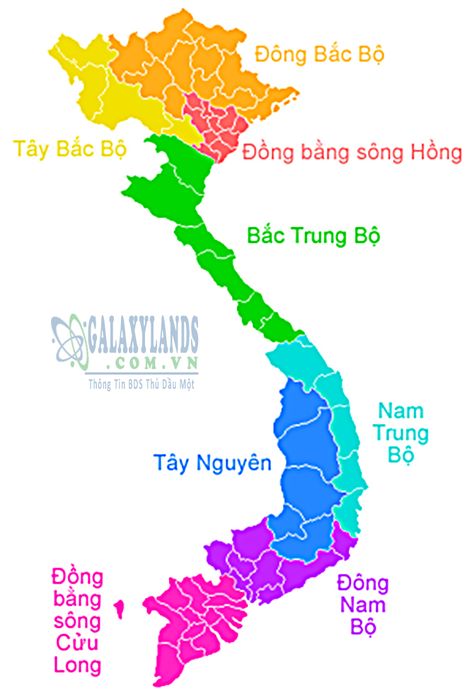 Đông Bắc Bộ
Tây Bắc Bộ
Đồng bằng sông Hồng
Bắc Trung Bộ
GALAXYLANDS
.COM.VN
Thông Tin BDS Thủ Dầu Một
Nam
Trung
Bộ
Tây Nguyên
Đồng
bằng
sông
Cửu
Long
Đông
Nam
Bộ